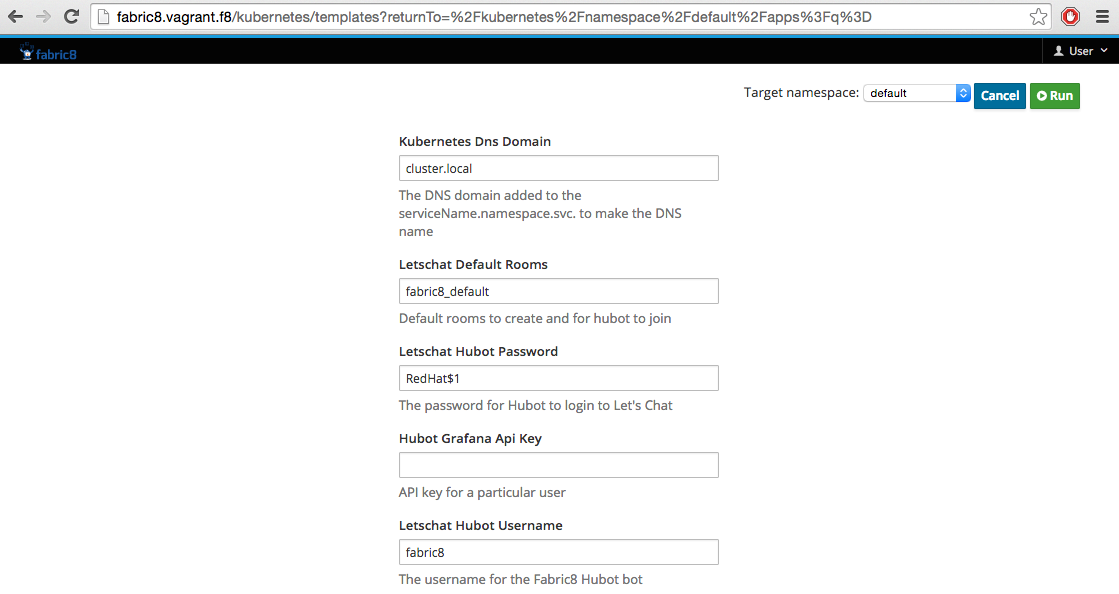 fabric8.vagrant.f8/kubernetes/templates?returnTo=%2Fkubernetes%2Fnamespace%2Fdefault%2Fapps%3Fq%3D
fabric8
User
Target namespace: default Cancel Run
Kubernetes Dns Domain
cluster.local
The DNS domain added to the
serviceName.namespace.svc. to make the DNS
name
Letschat Default Rooms
fabric8_default
Default rooms to create and for hubot to join
Letschat Hubot Password
RedHat$1
The password for Hubot to login to Let's Chat
Hubot Grafana Api Key
API key for a particular user
Letschat Hubot Username
fabric8
The username for the Fabric8 Hubot bot